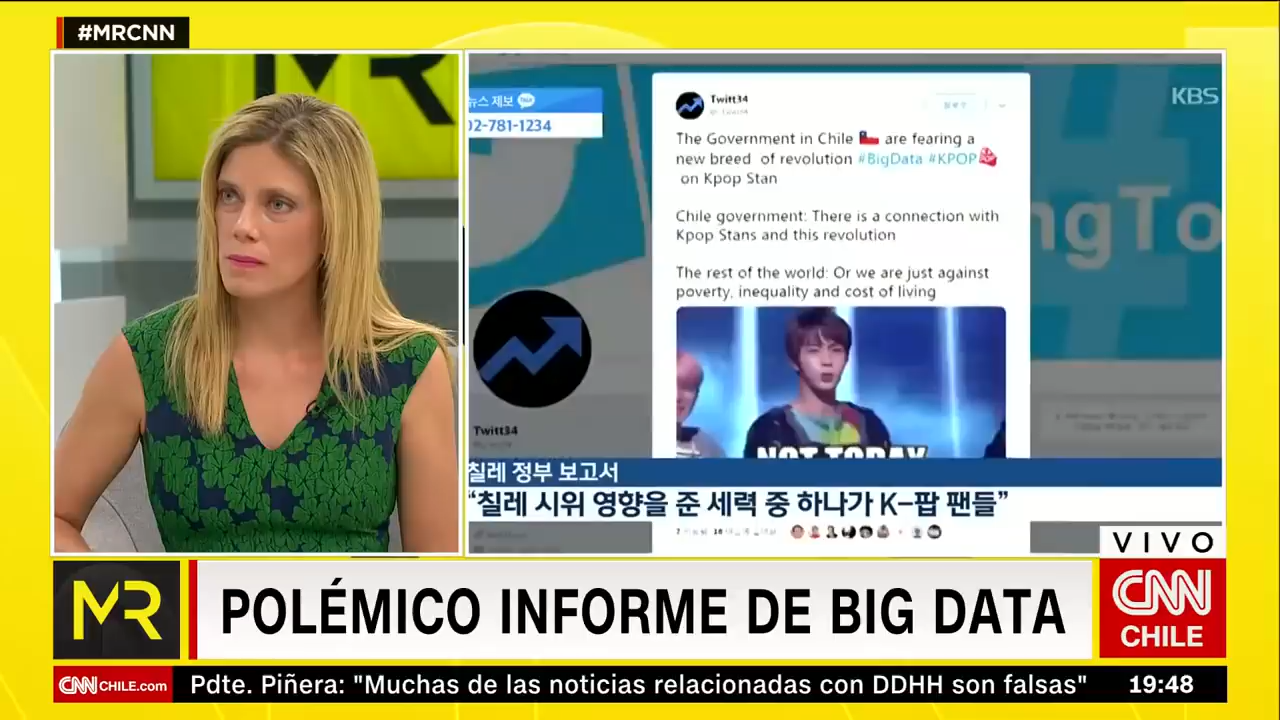 #MRCNN
MR
뉴스 제보 TALK
02-781-1234
KBS
Twitt34
The Government in Chile are fearing a
new breed of revolution #BigData #KPOP
on Kpop Stan
Chile government: There is a connection with
Kpop Stans and this revolution
The rest of the world: Or we are just against
poverty, inequality and cost of living
ngTo
NOT TODAY
Twitt34
칠레 정부 보고서
“칠레 시위 영향을 준 세력 중 하나가 K-팝 팬들”
VIVO
MR
POLÉMICO INFORME DE BIG DATA
CNN
CHILE
CNNCHILE.com
Pdte. Piñera: "Muchas de las noticias relacionadas con DDHH son falsas"
19:48